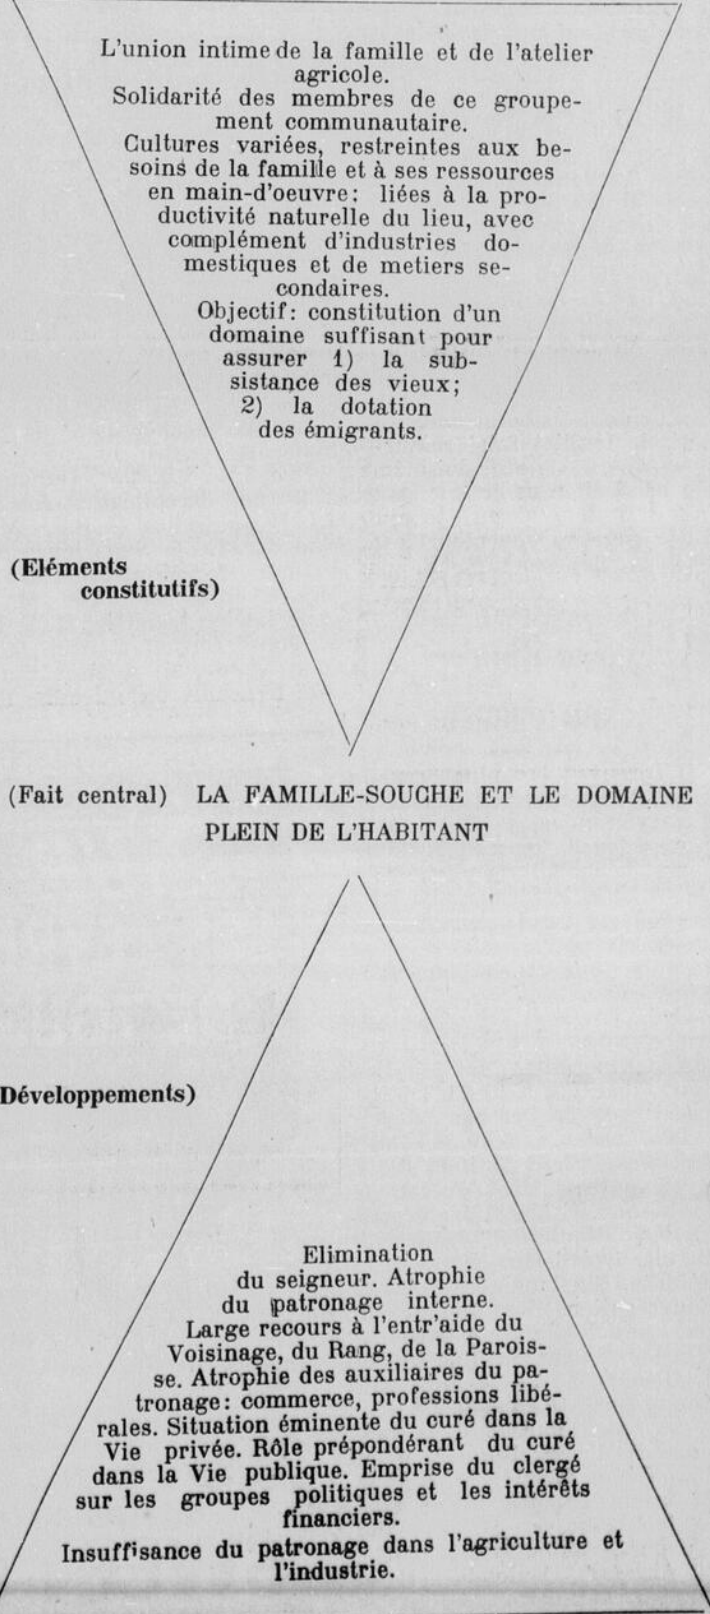 L'union intime de la famille et de l'atelier
agricole.
Solidarité des membres de ce groupe-
ment communautaire.
Cultures variées, restreintes aux be-
soins de la famille et à ses ressources
en main-d'oeuvre: liées à la pro-
ductivité naturelle du lieu, avec
complément d'industries do-
mestiques et de metiers se-
condaires.
Objectif: constitution d'un
domaine suffisant pour
assurer 1) la sub-
sistance des vieux;
2) la dotation
des émigrants.
(Eléments
constitutifs)
(Fait central) LA FAMILLE-SOUCHE ET LE DOMAINE
PLEIN DE L'HABITANT
Développements)
Elimination
du seigneur. Atrophie
du patronage interne.
Large recours à l'entr'aide du
Voisinage, du Rang, de la Parois-
se. Atrophie des auxiliaires du pa-
tronage: commerce, professions libé-
rales. Situation éminente du curé dans la
Vie privée. Rôle prépondérant du curé
dans la Vie publique. Emprise du clergé
sur les groupes politiques et les intérêts
financiers.
Insuffisance du patronage dans l'agriculture et
l'industrie.